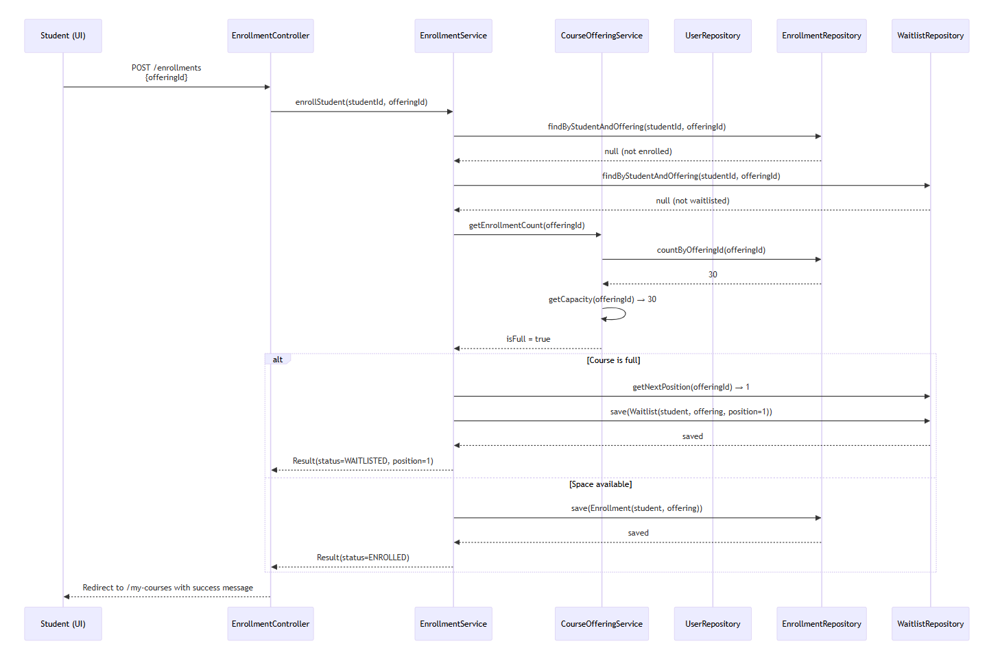 Student (UI)
EnrollmentController
EnrollmentService
CourseOfferingService
UserRepository
EnrollmentRepository
WaitlistRepository
POST /enrollments
{offeringId}
enrollStudent(studentId, offeringId)
findByStudentAndOffering(studentId, offeringId)
null (not enrolled)
findByStudentAndOffering(studentId, offeringId)
null (not waitlisted)
getEnrollmentCount(offeringId)
countByOfferingId(offeringId)
30
getCapacity(offeringId) → 30
isFull = true
alt
[Course is full]
getNextPosition(offeringId) → 1
save(Waitlist(student, offering, position=1))
saved
Result(status=WAITLISTED, position=1)
[Space available]
save(Enrollment(student, offering))
saved
Result(status=ENROLLED)
Redirect to /my-courses with success message
Student (UI)
EnrollmentController
EnrollmentService
CourseOfferingService
UserRepository
EnrollmentRepository
WaitlistRepository